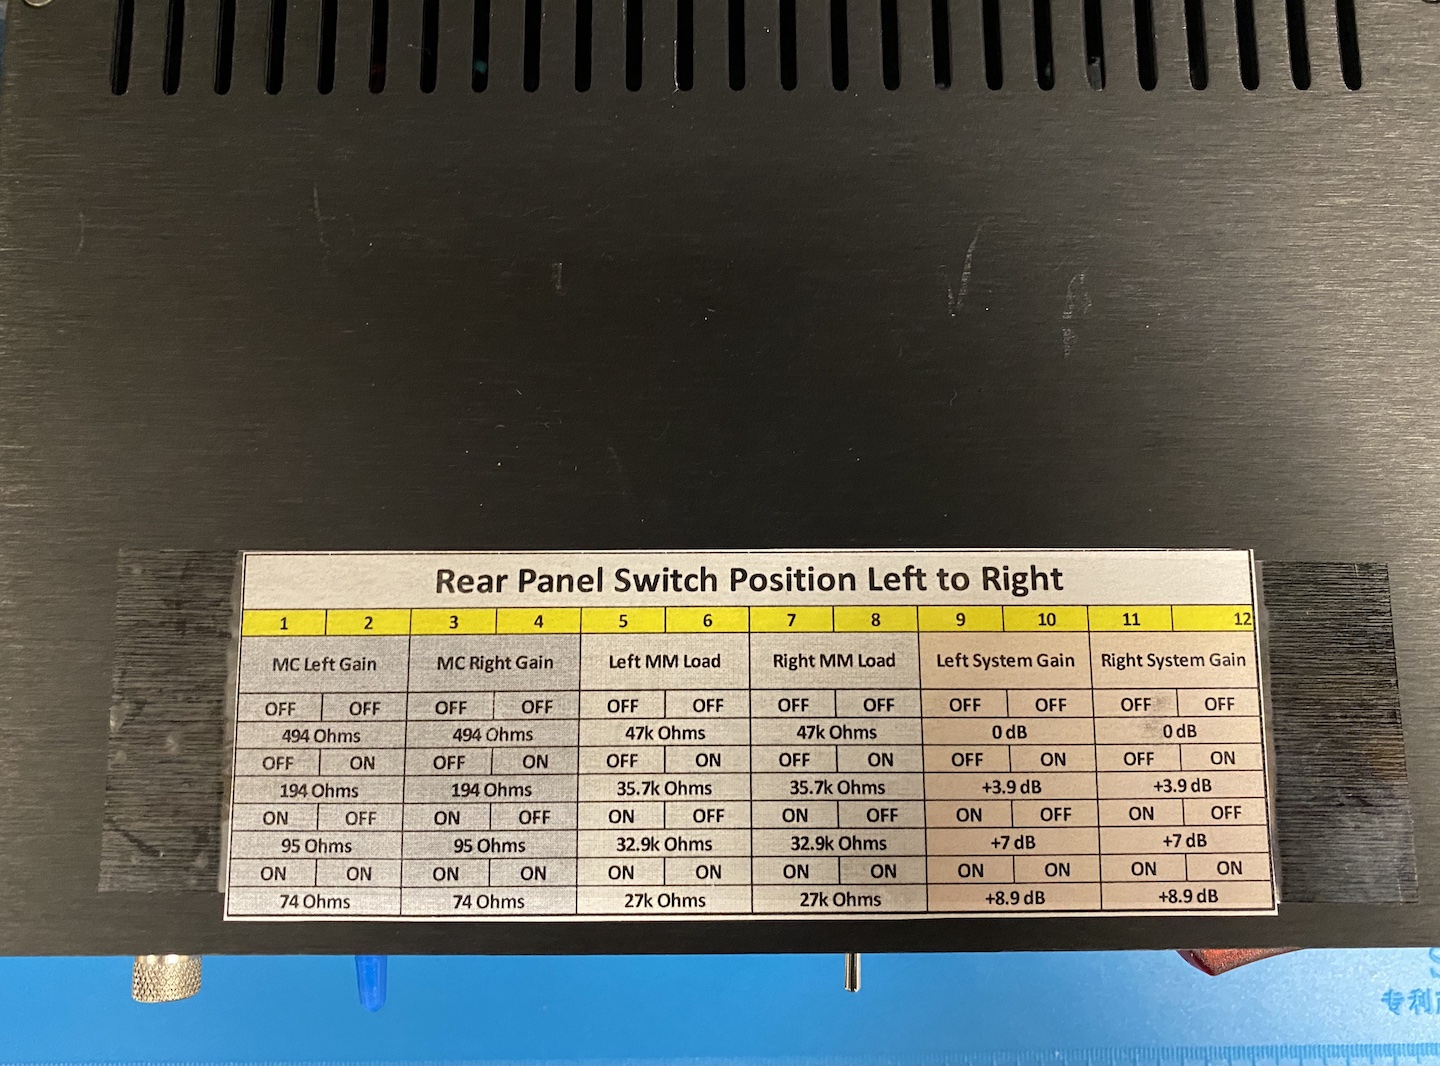 Rear Panel Switch Position Left to Right
1 2 3 4 5 6 7 8 9 10 11 12
MC Left Gain MC Right Gain Left MM Load Right MM Load Left System Gain Right System Gain
OFF OFF OFF OFF OFF OFF OFF OFF OFF OFF OFF OFF
494 Ohms 494 Ohms 47k Ohms 47k Ohms 0 dB 0 dB
OFF ON OFF ON OFF ON OFF ON OFF ON OFF ON
194 Ohms 194 Ohms 35.7k Ohms 35.7k Ohms +3.9 dB +3.9 dB
ON OFF ON OFF ON OFF ON OFF ON OFF ON OFF
95 Ohms 95 Ohms 32.9k Ohms 32.9k Ohms +7 dB +7 dB
ON ON ON ON ON ON ON ON ON ON ON ON
74 Ohms 74 Ohms 27k Ohms 27k Ohms +8.9 dB +8.9 dB
专利